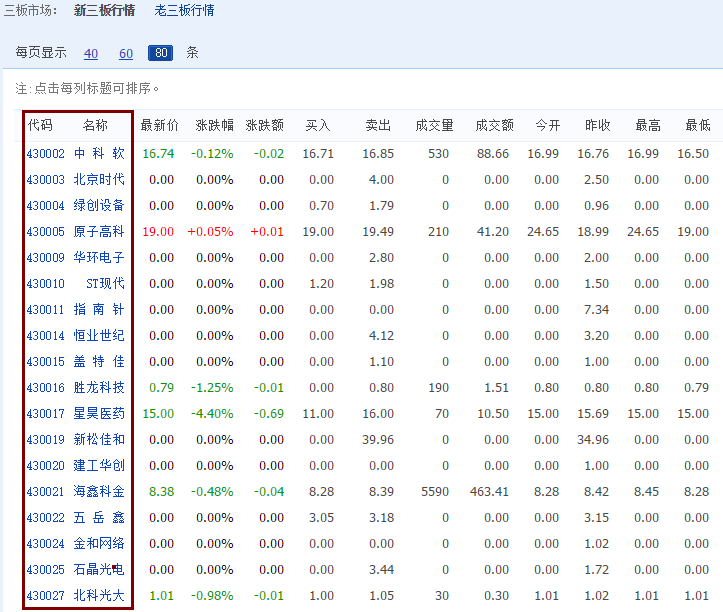 三板市场： 新三板行情 老三板行情
每页显示 40 60 80 条
注:点击每列标题可排序。
代码 名称 最新价 涨跌幅 涨跌额 买入 卖出 成交量 成交额 今开 昨收 最高 最低
430002 中科软 16.74 -0.12% -0.02 16.71 16.85 530 88.66 16.99 16.76 16.99 16.50
430003 北京时代 0.00 0.00% 0.00 0.00 4.00 0 0.00 0.00 2.50 0.00 0.00
430004 绿创设备 0.00 0.00% 0.00 0.70 1.79 0 0.00 0.00 0.96 0.00 0.00
430005 原子高科 19.00 +0.05% +0.01 19.00 19.49 210 41.20 24.65 18.99 24.65 19.00
430009 华环电子 0.00 0.00% 0.00 0.00 2.80 0 0.00 0.00 2.00 0.00 0.00
430010 ST现代 0.00 0.00% 0.00 1.20 1.98 0 0.00 0.00 1.50 0.00 0.00
430011 指南针 0.00 0.00% 0.00 0.00 0.00 0 0.00 0.00 7.34 0.00 0.00
430014 恒业世纪 0.00 0.00% 0.00 0.00 4.12 0 0.00 0.00 3.20 0.00 0.00
430015 盖特佳 0.00 0.00% 0.00 0.00 1.10 0 0.00 0.00 1.00 0.00 0.00
430016 胜龙科技 0.79 -1.25% -0.01 0.00 0.80 190 1.51 0.80 0.80 0.80 0.79
430017 星昊医药 15.00 -4.40% -0.69 11.00 16.00 70 10.50 15.00 15.69 15.00 15.00
430019 新松佳和 0.00 0.00% 0.00 0.00 39.96 0 0.00 0.00 34.96 0.00 0.00
430020 建工华创 0.00 0.00% 0.00 0.00 0.00 0 0.00 0.00 1.00 0.00 0.00
430021 海鑫科金 8.38 -0.48% -0.04 8.28 8.39 5590 463.41 8.28 8.42 8.45 8.28
430022 五岳鑫 0.00 0.00% 0.00 3.05 3.18 0 0.00 0.00 3.15 0.00 0.00
430024 金和网络 0.00 0.00% 0.00 0.00 0.00 0 0.00 0.00 1.02 0.00 0.00
430025 石晶光电 0.00 0.00% 0.00 0.00 3.44 0 0.00 0.00 1.72 0.00 0.00
430027 北科光大 1.01 -0.98% -0.01 1.00 1.05 30 0.30 1.01 1.02 1.01 1.01